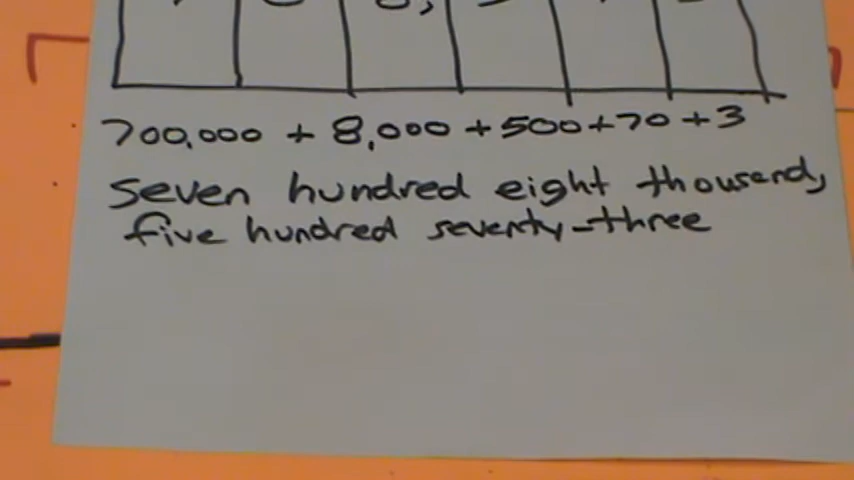 700,000 + 8,000 + 500 + 70 + 3
seven hundred eight thousand,
five hundred seventy-three